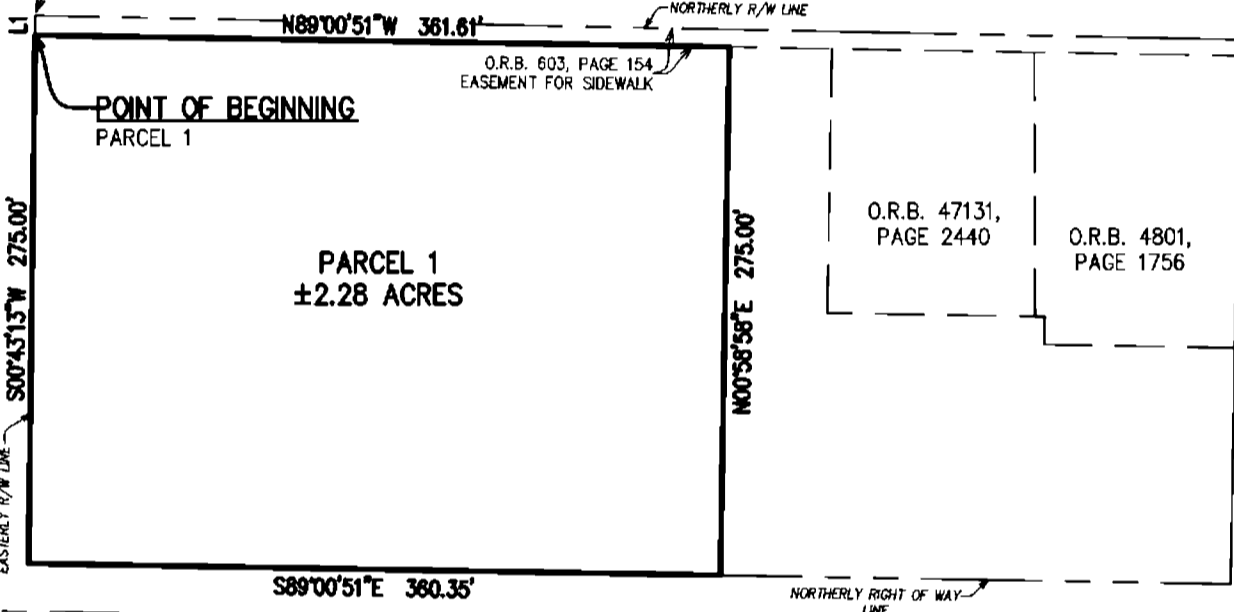 L1
N89°00'51"W 361.61'
NORTHERLY R/W LINE
O.R.B. 603, PAGE 154
EASEMENT FOR SIDEWALK
POINT OF BEGINNING
PARCEL 1
S00°43'13"W 275.00'
PARCEL 1
±2.28 ACRES
N00°58'58"E 275.00'
O.R.B. 47131,
PAGE 2440
O.R.B. 4801,
PAGE 1756
EASTERLY R/W LINE
S89°00'51"E 360.35'
NORTHERLY RIGHT OF WAY
LINE